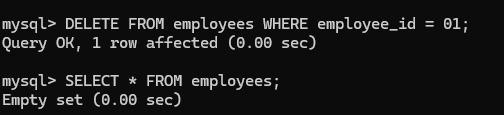 mysql> DELETE FROM employees WHERE employee_id = 01;
Query OK, 1 row affected (0.00 sec)
mysql> SELECT * FROM employees;
Empty set (0.00 sec)